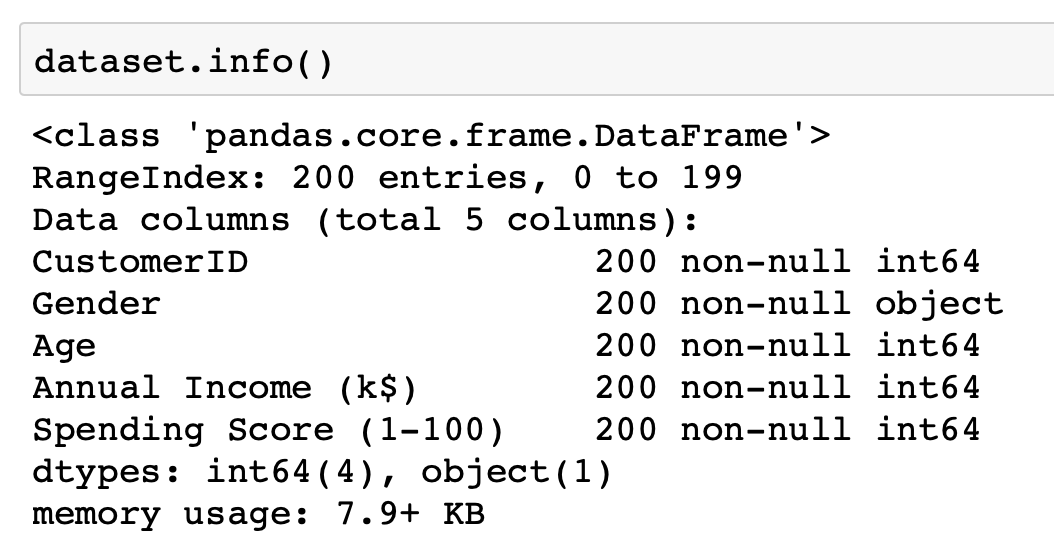 dataset.info()
<class 'pandas.core.frame.DataFrame'>
RangeIndex: 200 entries, 0 to 199
Data columns (total 5 columns):
CustomerID                200 non-null int64
Gender                    200 non-null object
Age                       200 non-null int64
Annual Income (k$)        200 non-null int64
Spending Score (1-100)    200 non-null int64
dtypes: int64(4), object(1)
memory usage: 7.9+ KB